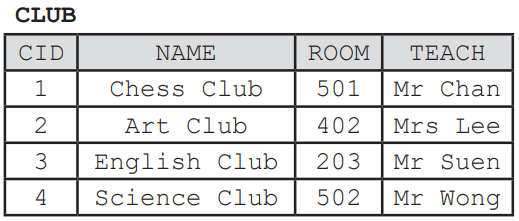 CLUB
CID NAME ROOM TEACH
1 Chess Club 501 Mr Chan
2 Art Club 402 Mrs Lee
3 English Club 203 Mr Suen
4 Science Club 502 Mr Wong